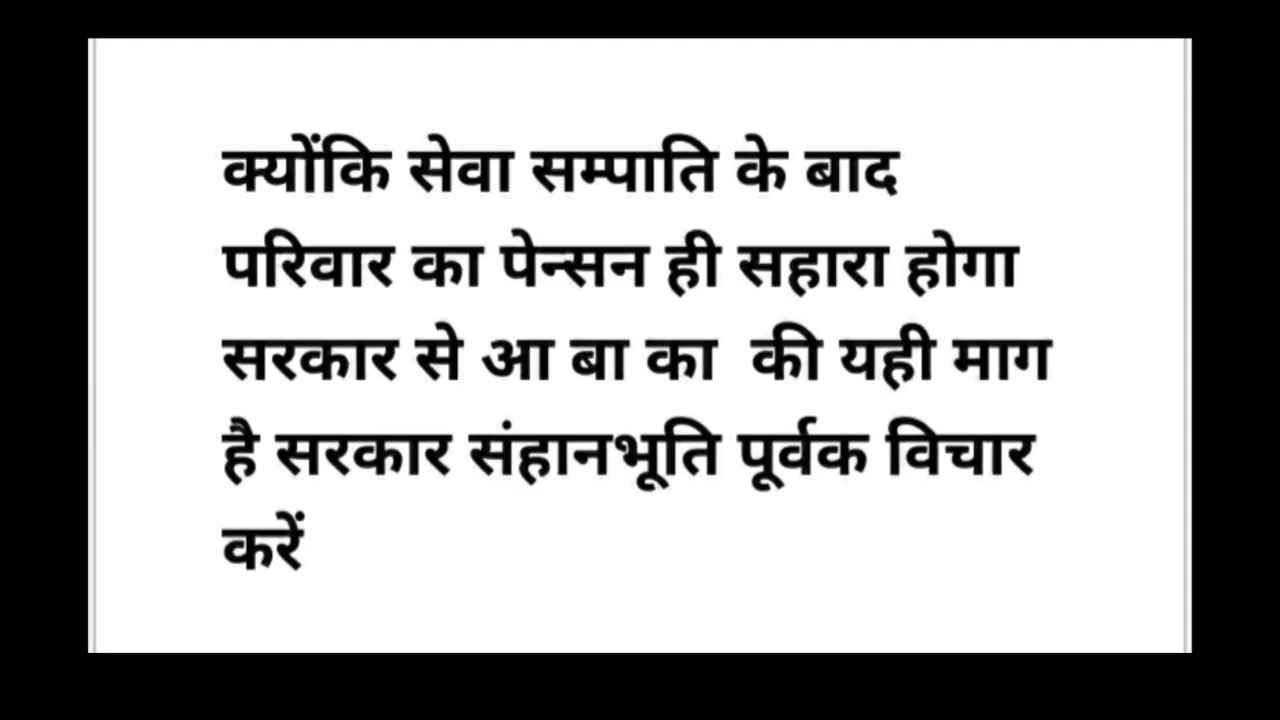 क्योंकि सेवा सम्पाति के बाद
परिवार का पेन्सन ही सहारा होगा
सरकार से आ बा का  की यही माग
है सरकार संहानभूति पूर्वक विचार
करें